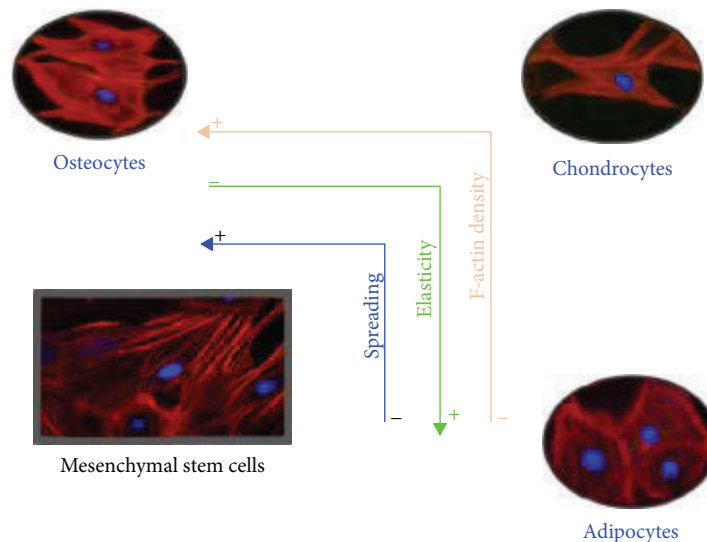 Osteocytes
Chondrocytes
+
−
+
Spreading
Elasticity
F-actin density
−
+
−
Mesenchymal stem cells
Adipocytes